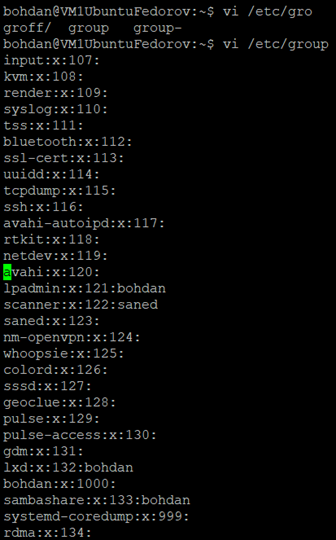 bohdan@VM1UbuntuFedorov:~$ vi /etc/gro
groff/  group   group-
bohdan@VM1UbuntuFedorov:~$ vi /etc/group
input:x:107:
kvm:x:108:
render:x:109:
syslog:x:110:
tss:x:111:
bluetooth:x:112:
ssl-cert:x:113:
uuidd:x:114:
tcpdump:x:115:
ssh:x:116:
avahi-autoipd:x:117:
rtkit:x:118:
netdev:x:119:
avahi:x:120:
lpadmin:x:121:bohdan
scanner:x:122:saned
saned:x:123:
nm-openvpn:x:124:
whoopsie:x:125:
colord:x:126:
sssd:x:127:
geoclue:x:128:
pulse:x:129:
pulse-access:x:130:
gdm:x:131:
lxd:x:132:bohdan
bohdan:x:1000:
sambashare:x:133:bohdan
systemd-coredump:x:999:
rdma:x:134: